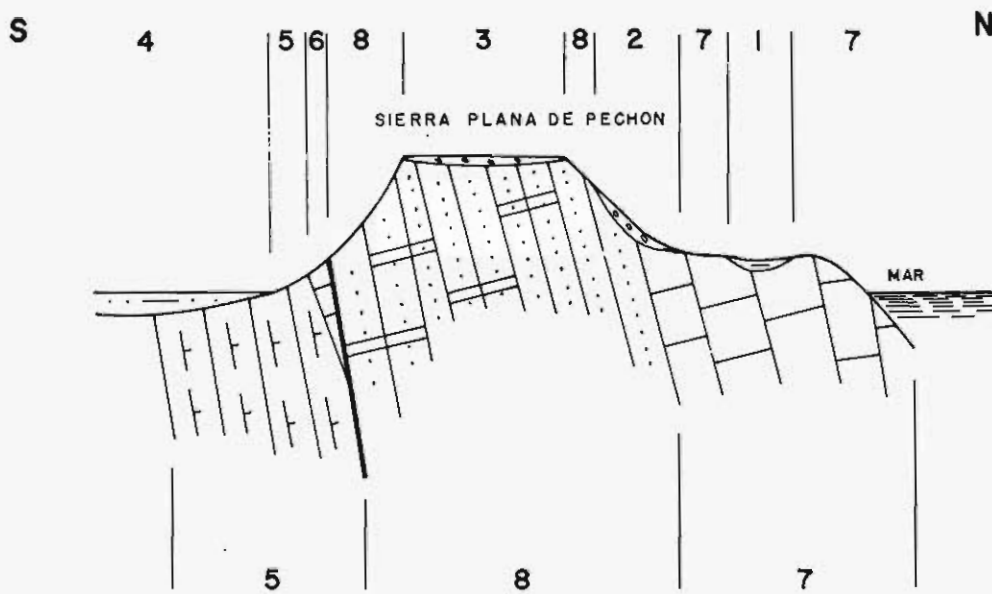 S N
4 5 6 8 3 8 2 7 1 7
SIERRA PLANA DE PECHON
MAR
5 8 7